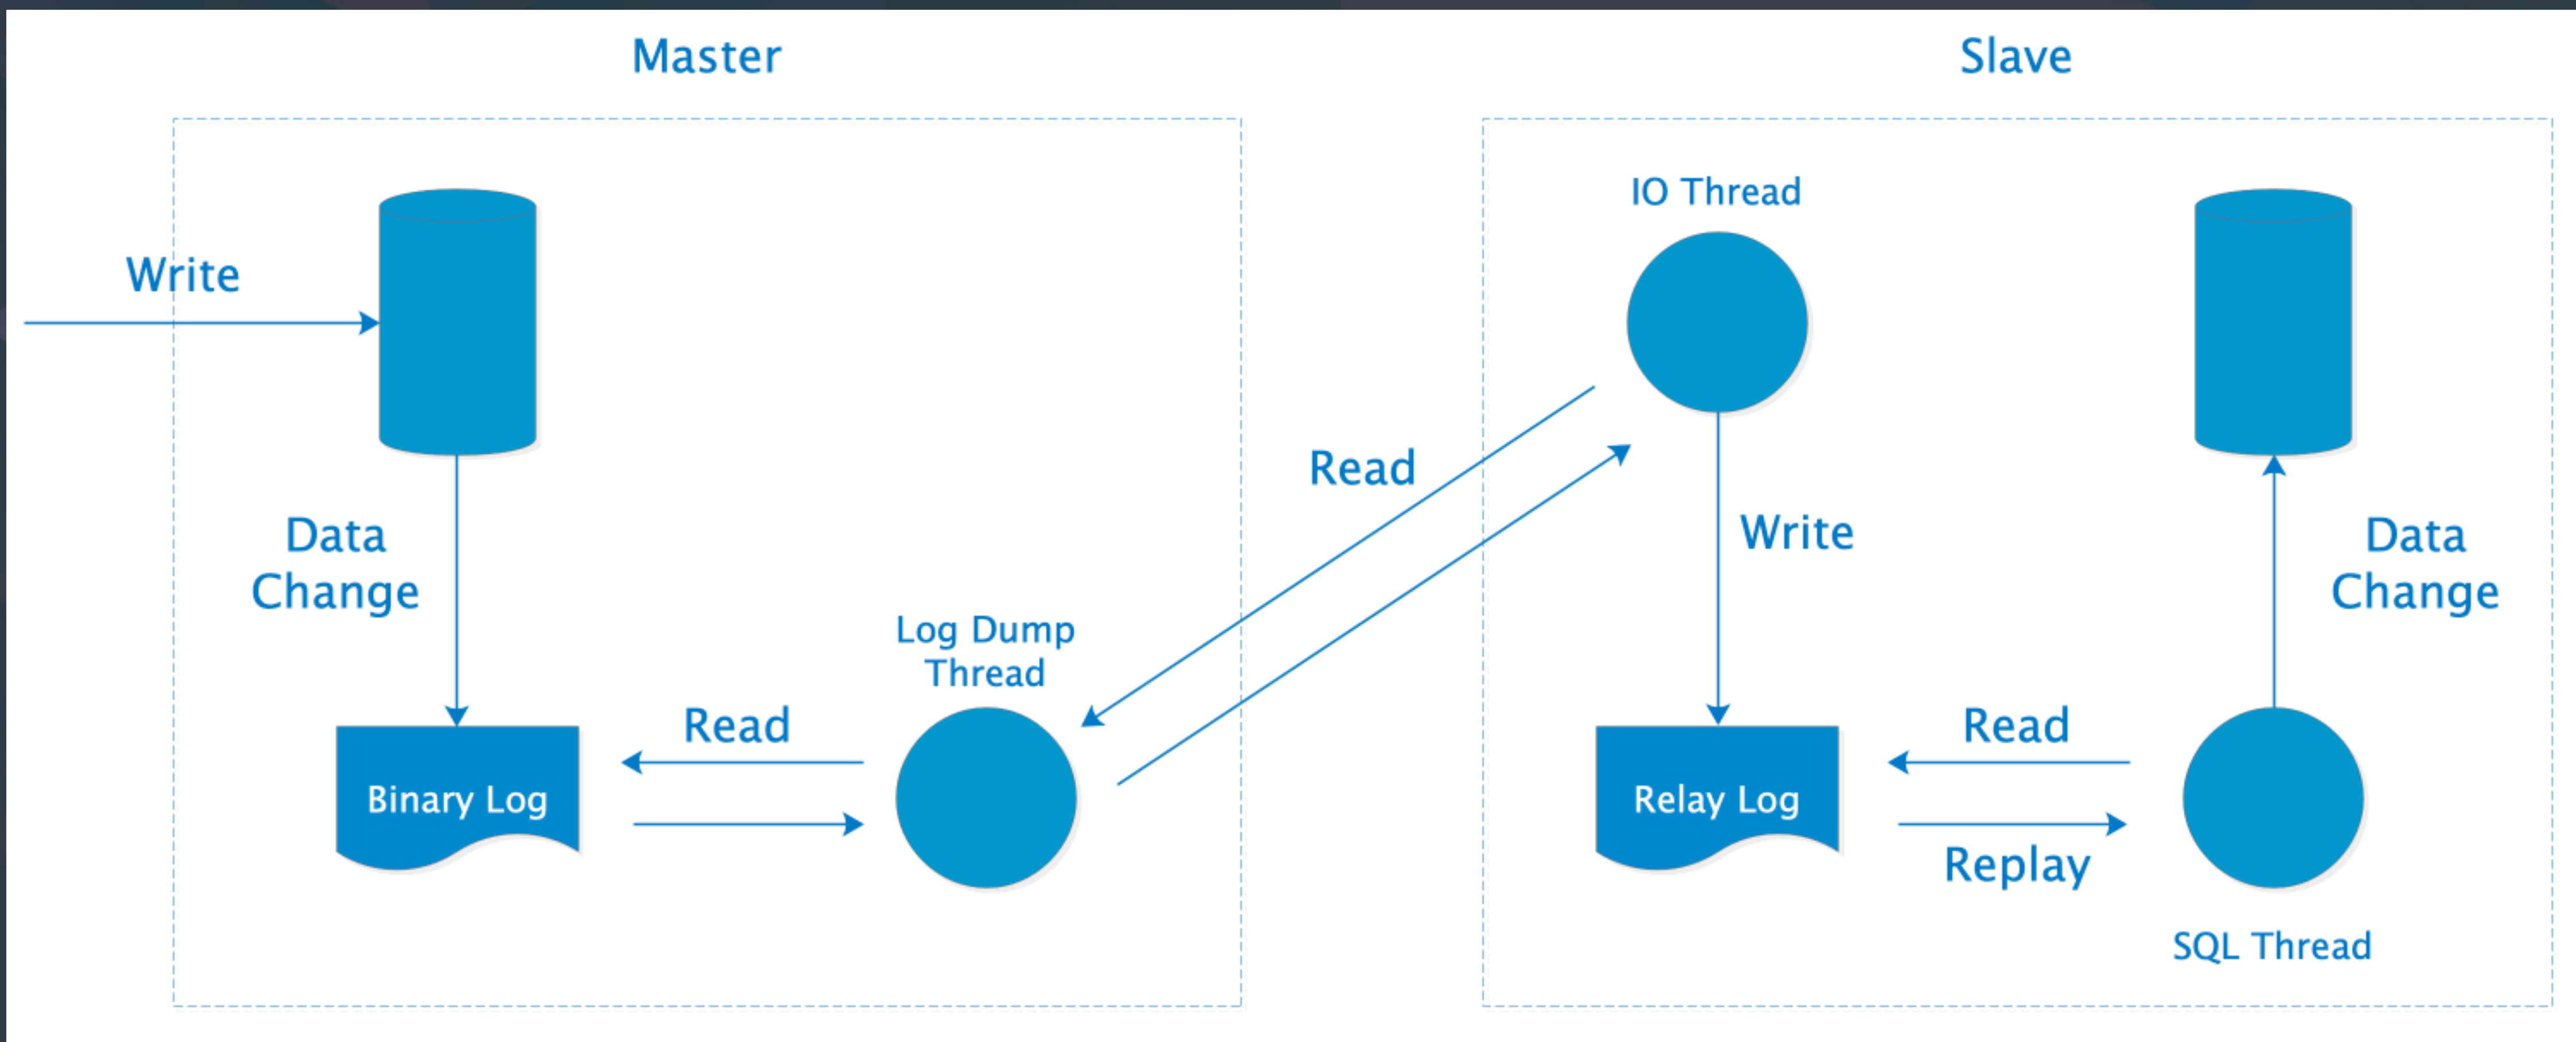 Master
Slave
Write
Data
Change
Binary Log
Read
Log Dump
Thread
Read
IO Thread
Write
Relay Log
Read
Replay
SQL Thread
Data
Change